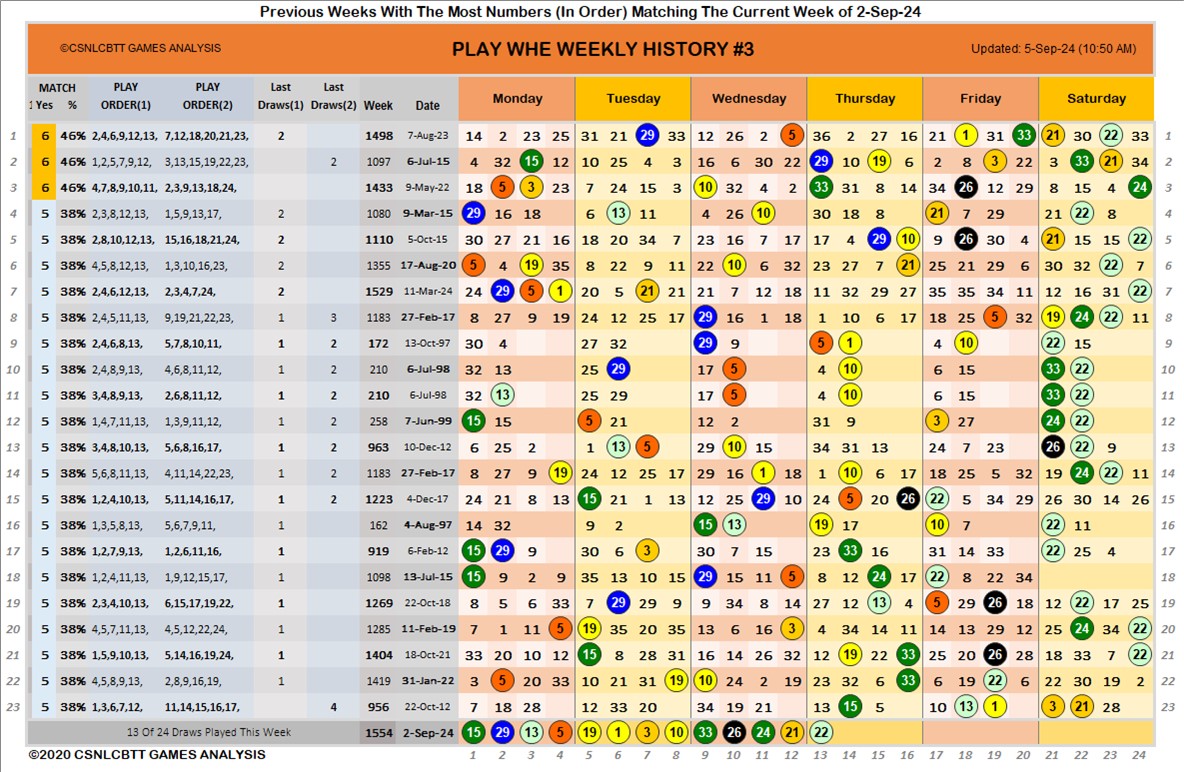 Previous Weeks With The Most Numbers (In Order) Matching The Current Week of 2-Sep-24
©CSNLCBTT GAMES ANALYSIS PLAY WHE WEEKLY HISTORY #3 Updated: 5-Sep-24 (10:50 AM)
MATCH PLAY PLAY Last Last
Yes % ORDER(1) ORDER(2) Draws(1) Draws(2) Week Date Monday Tuesday Wednesday Thursday Friday Saturday
1 6 46% 2,4,6,9,12,13, 7,12,18,20,21,23, 2 1498 7-Aug-23 14 2 23 25 31 21 29 33 12 26 2 5 36 2 27 16 21 1 31 33 21 30 22 33 1
2 6 46% 1,2,5,7,9,12, 3,13,15,19,22,23, 2 1097 6-Jul-15 4 32 15 12 10 25 4 3 16 6 30 22 29 10 19 6 2 8 3 22 3 33 21 34 2
3 6 46% 4,7,8,9,10,11, 2,3,9,13,18,24, 1433 9-May-22 18 5 3 23 7 24 15 3 10 32 4 2 33 31 8 14 34 26 12 29 8 15 4 24 3
4 5 38% 2,3,8,12,13, 1,5,9,13,17, 2 1080 9-Mar-15 29 16 18 6 13 11 4 26 10 30 18 8 21 7 29 21 22 8 4
5 5 38% 2,8,10,12,13, 15,16,18,21,24, 2 1110 5-Oct-15 30 27 21 16 18 20 34 7 23 16 7 17 17 4 29 10 9 26 30 4 21 15 15 22 5
6 5 38% 4,5,8,12,13, 1,3,10,16,23, 2 1355 17-Aug-20 5 4 19 35 8 22 9 11 22 10 6 32 23 27 7 21 25 21 29 6 30 32 22 7 6
7 5 38% 2,4,6,12,13, 2,3,4,7,24, 2 1529 11-Mar-24 24 29 5 1 20 5 21 21 21 7 12 18 11 32 29 27 35 35 34 11 12 16 31 22 7
8 5 38% 2,4,5,11,13, 9,19,21,22,23, 1 3 1183 27-Feb-17 8 27 9 19 24 12 25 17 29 16 1 18 1 10 6 17 18 25 5 32 19 24 22 11 8
9 5 38% 2,4,6,8,13, 5,7,8,10,11, 1 2 172 13-Oct-97 30 4 27 32 29 9 5 1 4 10 22 15 9
10 5 38% 2,4,8,9,13, 4,6,8,11,12, 1 2 210 6-Jul-98 32 13 25 29 17 5 4 10 6 15 33 22 10
11 5 38% 3,4,8,9,13, 2,6,8,11,12, 1 2 210 6-Jul-98 32 13 25 29 17 5 4 10 6 15 33 22 11
12 5 38% 1,4,7,11,13, 1,3,9,11,12, 1 2 258 7-Jun-99 15 15 5 21 12 2 31 9 3 27 24 22 12
13 5 38% 3,4,8,10,13, 5,6,8,16,17, 1 2 963 10-Dec-12 6 25 2 1 13 5 29 10 15 34 31 13 24 7 23 26 22 9 13
14 5 38% 5,6,8,11,13, 4,11,14,22,23, 1 2 1183 27-Feb-17 8 27 9 19 24 12 25 17 29 16 1 18 1 10 6 17 18 25 5 32 19 24 22 11 14
15 5 38% 1,2,4,10,13, 5,11,14,16,17, 1 2 1223 4-Dec-17 24 21 8 13 15 21 1 13 12 25 29 10 24 5 20 26 22 5 34 29 26 30 14 26 15
16 5 38% 1,3,5,8,13, 5,6,7,9,11, 1 162 4-Aug-97 14 32 9 2 15 13 19 17 10 7 22 11 16
17 5 38% 1,2,7,9,13, 1,2,6,11,16, 1 919 6-Feb-12 15 29 9 30 6 3 30 7 15 23 33 16 31 14 33 22 25 4 17
18 5 38% 1,2,4,11,13, 1,9,12,15,17, 1 1098 13-Jul-15 15 9 2 9 35 13 10 15 29 15 11 5 8 12 24 17 22 8 22 34 18
19 5 38% 2,3,4,10,13, 6,15,17,19,22, 1 1269 22-Oct-18 8 5 6 33 7 29 29 9 9 34 8 14 27 12 13 4 5 29 26 18 12 22 17 25 19
20 5 38% 4,5,7,11,13, 4,5,12,22,24, 1 1285 11-Feb-19 7 1 11 5 19 35 20 35 13 6 16 3 4 34 14 11 14 13 29 12 25 24 34 22 20
21 5 38% 1,5,9,10,13, 5,14,16,19,24, 1 1404 18-Oct-21 33 20 10 12 15 8 28 31 16 14 26 32 12 19 22 33 25 20 26 28 18 33 7 22 21
22 5 38% 4,5,8,9,13, 2,8,9,16,19, 1 1419 31-Jan-22 3 5 20 33 10 21 31 19 10 24 2 19 23 32 6 33 6 19 22 6 22 30 19 2 22
23 5 38% 1,3,6,7,12, 11,14,15,16,17, 4 956 22-Oct-12 7 18 28 12 33 20 34 19 21 13 15 5 10 13 1 3 21 28 23
13 Of 24 Draws Played This Week 1554 2-Sep-24 15 29 13 5 19 1 3 10 33 26 24 21 22
©2020 CSNLCBTT GAMES ANALYSIS 1 2 3 4 5 6 7 8 9 10 11 12 13 14 15 16 17 18 19 20 21 22 23 24